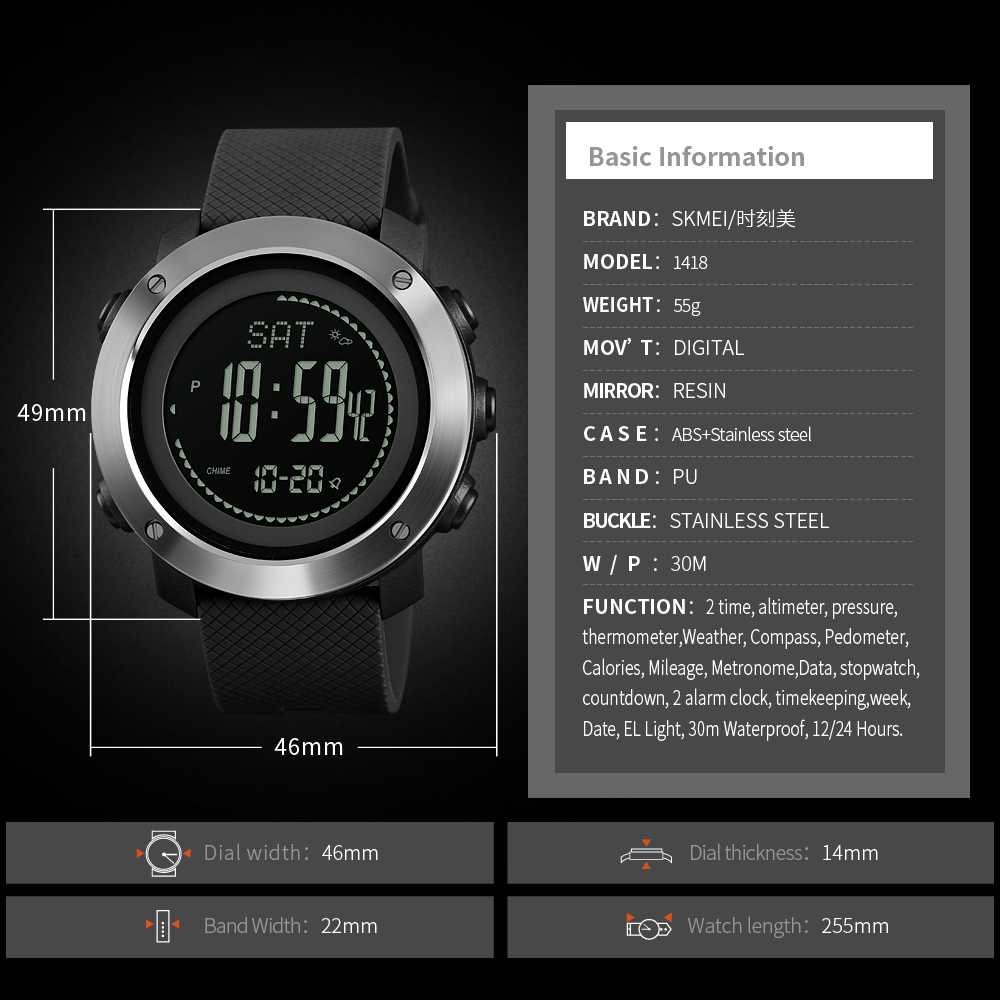 SAT
P
10:59 42
CHIME
10-20
49mm
46mm
Basic Information
BRAND: SKMEI/时刻美
MODEL: 1418
WEIGHT: 55g
MOV'T: DIGITAL
MIRROR: RESIN
CASE: ABS+Stainless steel
BAND: PU
BUCKLE: STAINLESS STEEL
W/P: 30M
FUNCTION: 2 time, altimeter, pressure,
thermometer,Weather, Compass, Pedometer,
Calories, Mileage, Metronome,Data, stopwatch,
countdown, 2 alarm clock, timekeeping,week,
Date, EL Light, 30m Waterproof, 12/24 Hours.
Dial width: 46mm
Dial thickness: 14mm
Band Width: 22mm
Watch length: 255mm